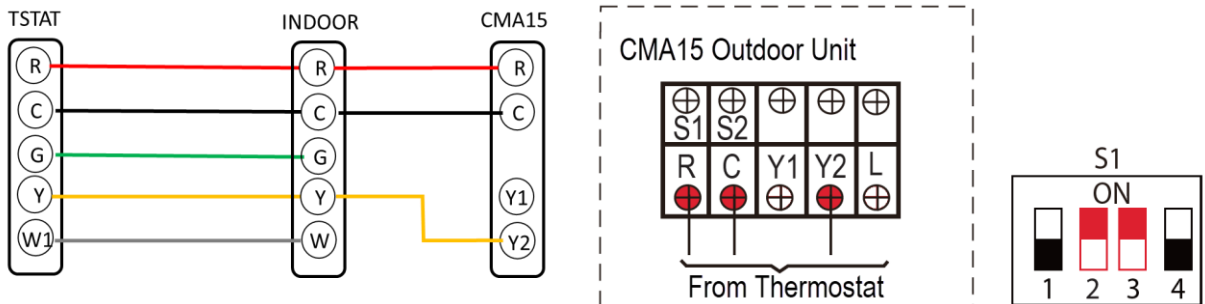 TSTAT
INDOOR
CMA15
R
R
R
C
C
C
G
G
Y
Y
Y1
W1
W
Y2
CMA15 Outdoor Unit
S1 S2
R C Y1 Y2 L
From Thermostat
S1
ON
1 2 3 4